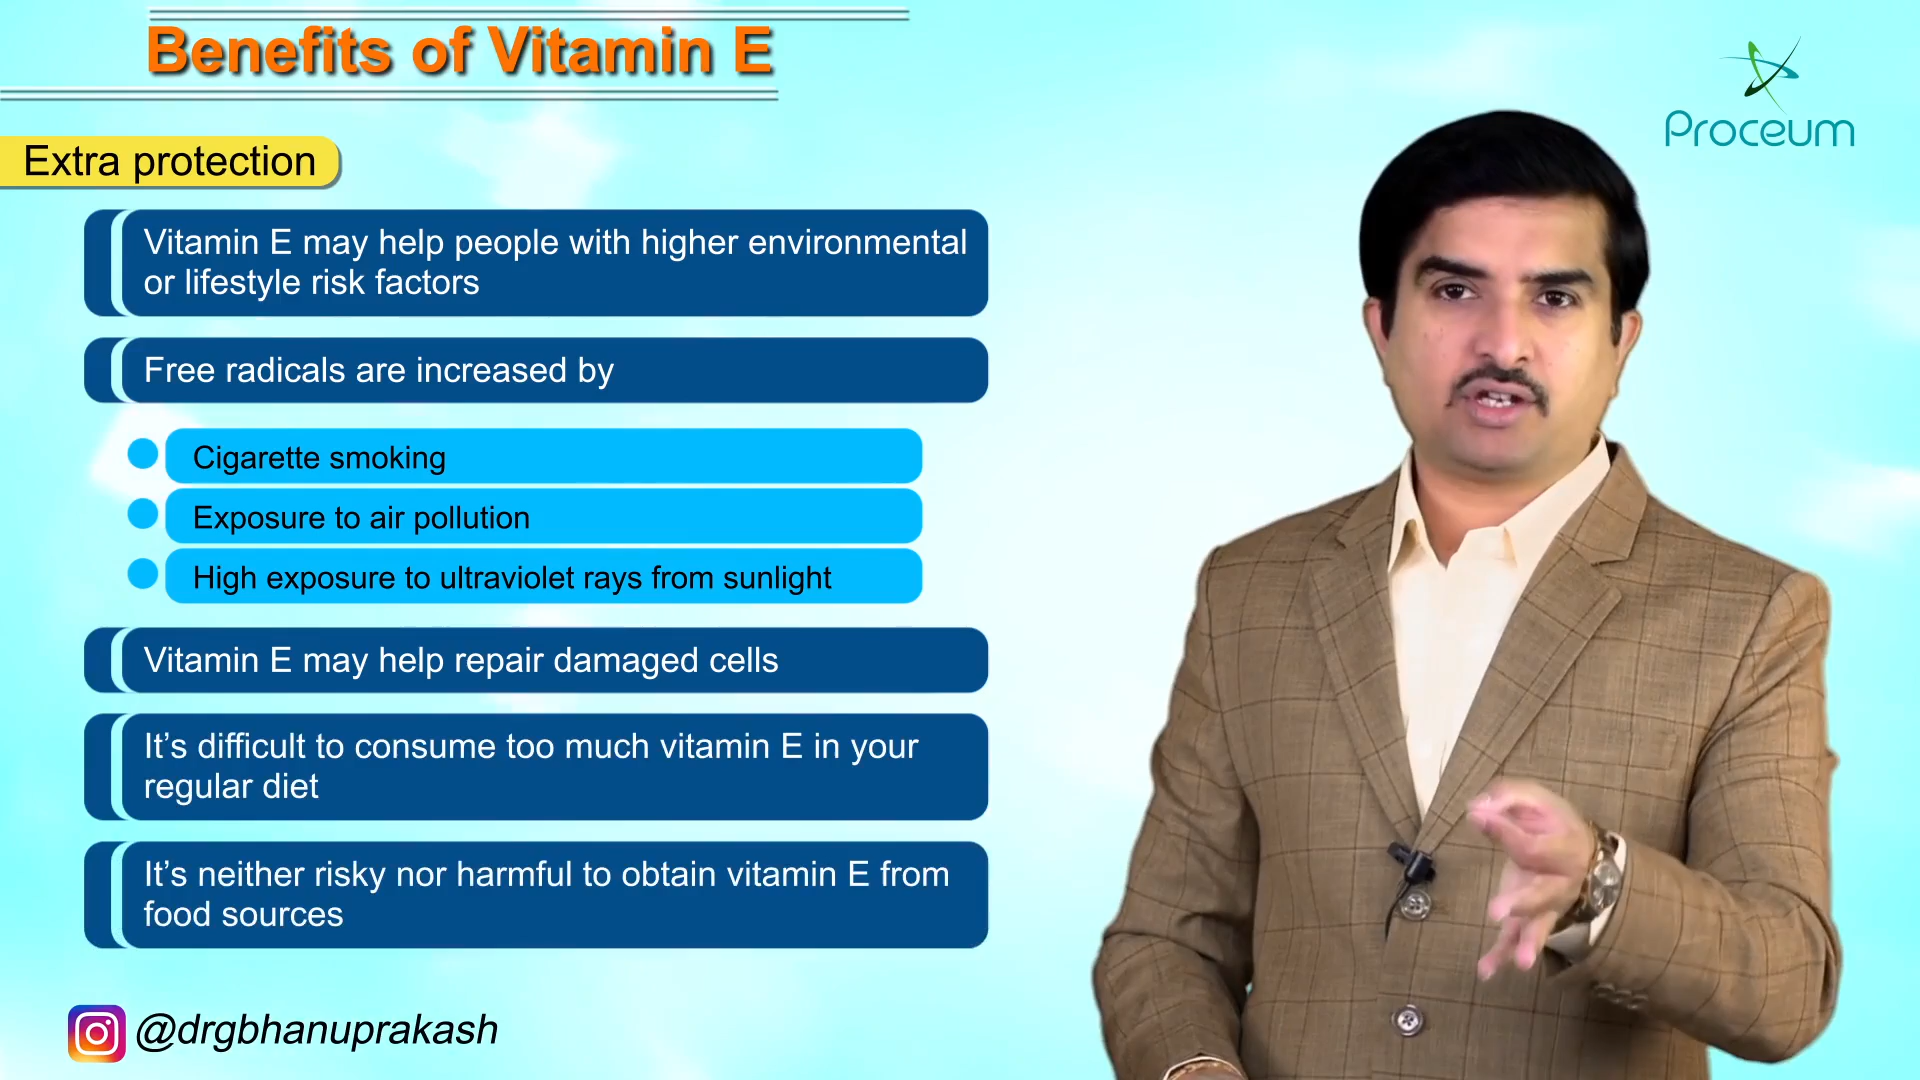 Benefits of Vitamin E
Proceum
Extra protection
Vitamin E may help people with higher environmental
or lifestyle risk factors
Free radicals are increased by
Cigarette smoking
Exposure to air pollution
High exposure to ultraviolet rays from sunlight
Vitamin E may help repair damaged cells
It’s difficult to consume too much vitamin E in your
regular diet
It’s neither risky nor harmful to obtain vitamin E from
food sources
@drgbhanuprakash